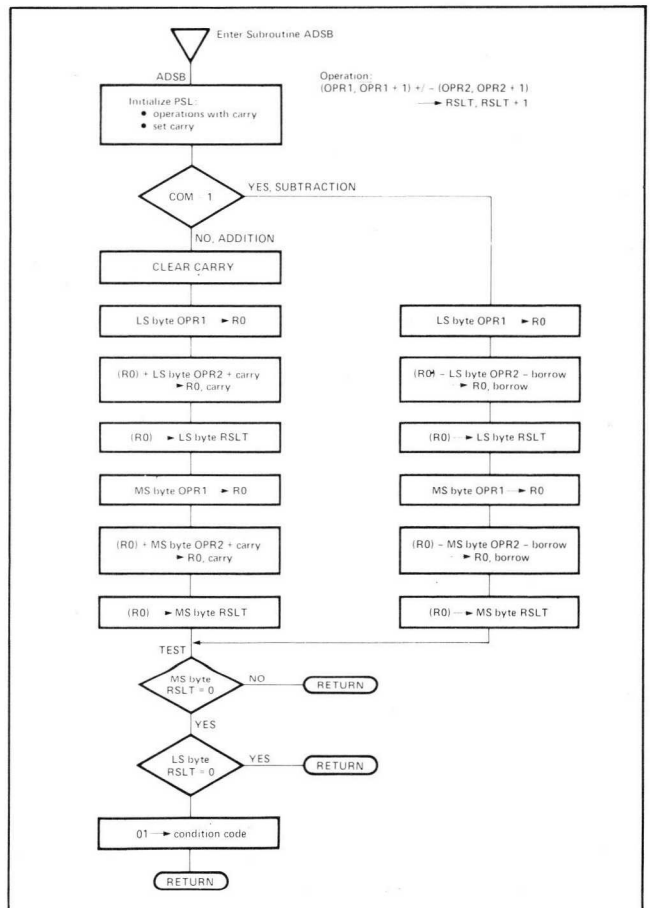 Enter Subroutine ADSB
ADSB
Operation:
(OPR1, OPR1 + 1) +/ − (OPR2, OPR2 + 1)
→ RSLT, RSLT + 1
Initialize PSL:
• operations with carry
• set carry
COM 1
YES, SUBTRACTION
NO, ADDITION
CLEAR CARRY
LS byte OPR1 → R0
(R0) + LS byte OPR2 + carry
→ R0, carry
(R0) → LS byte RSLT
MS byte OPR1 → R0
(R0) + MS byte OPR2 + carry
→ R0, carry
(R0) → MS byte RSLT
LS byte OPR1 → R0
(R0) − LS byte OPR2 − borrow
→ R0, borrow
(R0) → LS byte RSLT
MS byte OPR1 → R0
(R0) − MS byte OPR2 − borrow
→ R0, borrow
(R0) → MS byte RSLT
TEST
MS byte
RSLT = 0
NO
RETURN
YES
LS byte
RSLT = 0
YES
RETURN
01 → condition code
RETURN